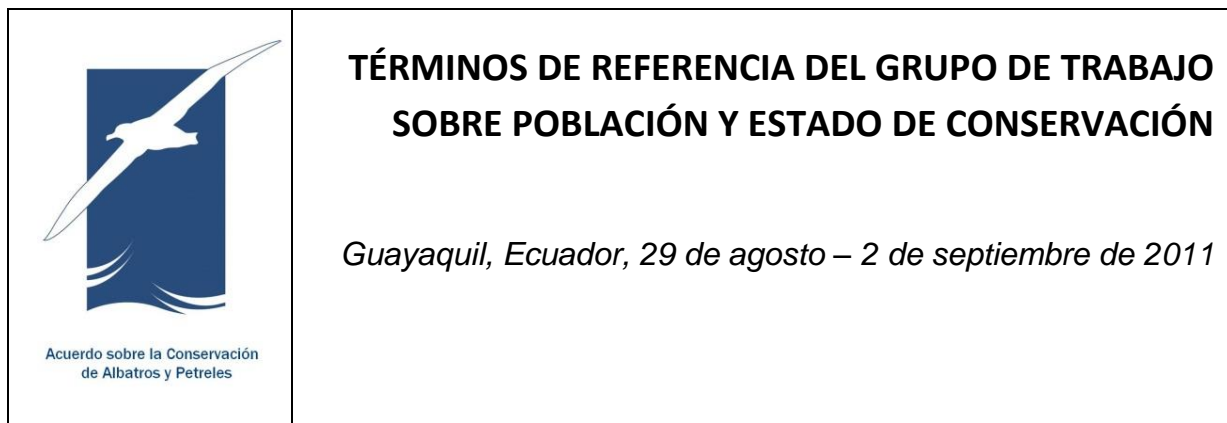 TÉRMINOS DE REFERENCIA DEL GRUPO DE TRABAJO
SOBRE POBLACIÓN Y ESTADO DE CONSERVACIÓN
Guayaquil, Ecuador, 29 de agosto – 2 de septiembre de 2011
Acuerdo sobre la Conservación
de Albatros y Petreles